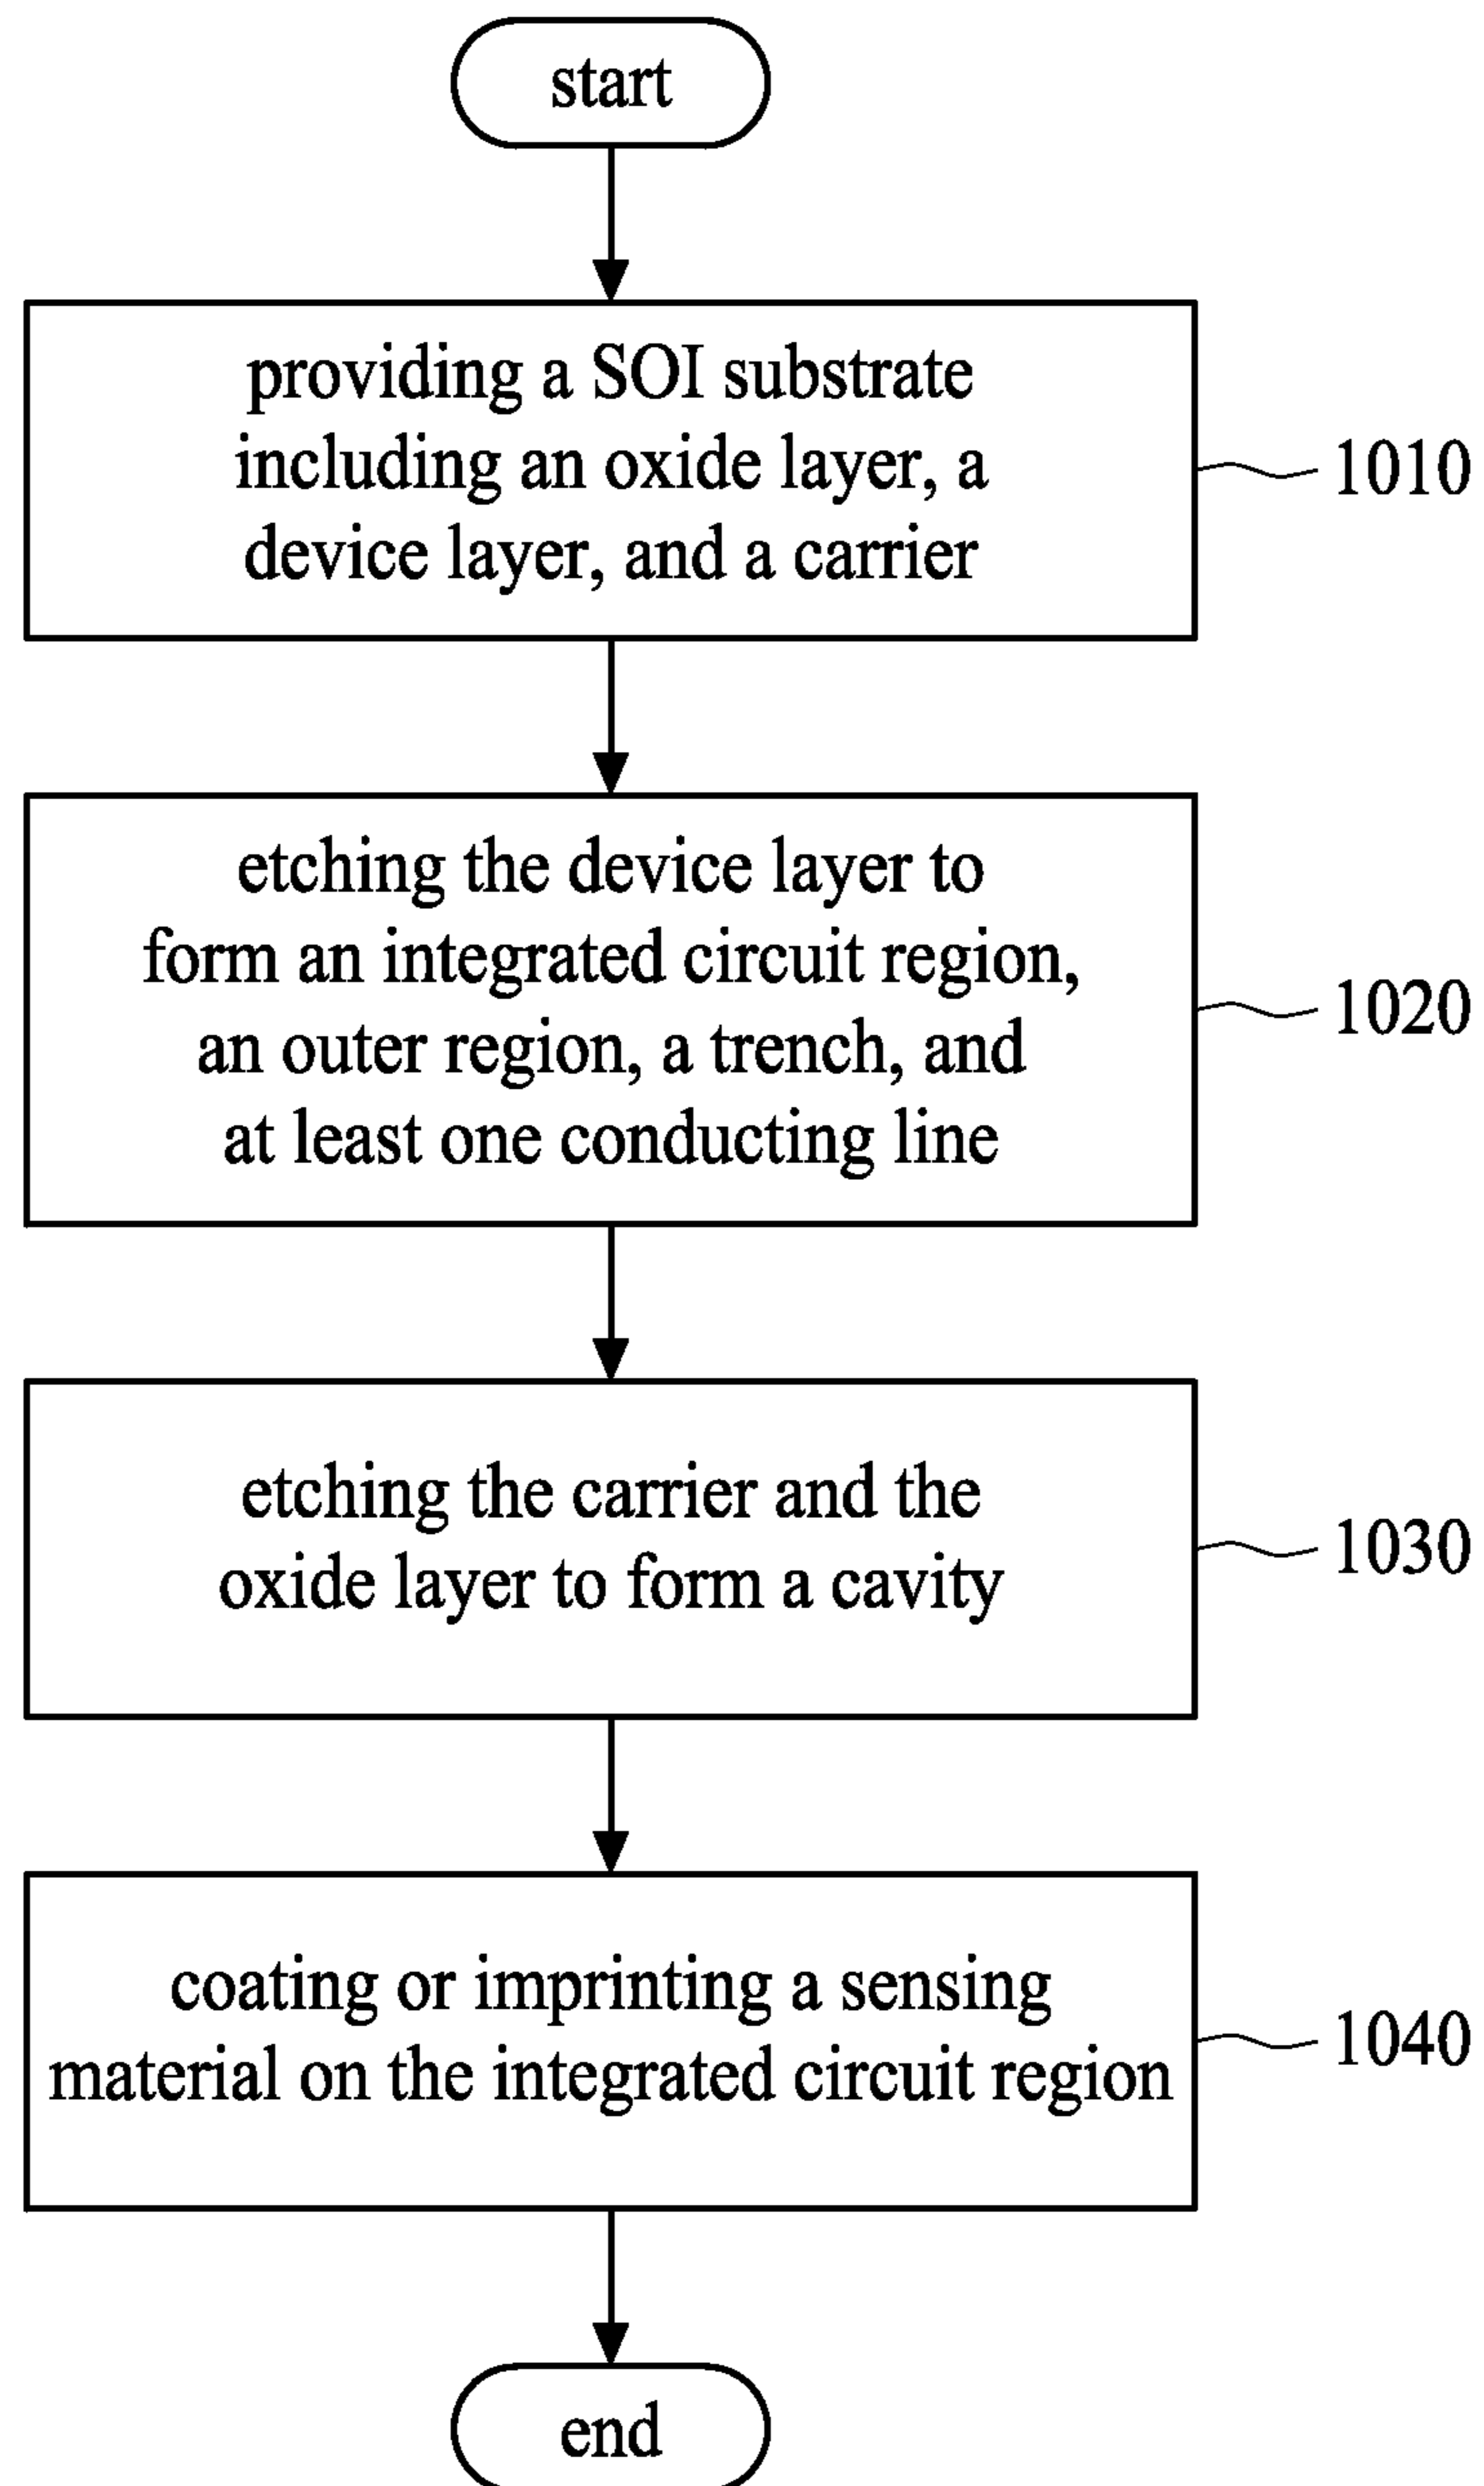 start
providing a SOI substrate
including an oxide layer, a
device layer, and a carrier
1010
etching the device layer to
form an integrated circuit region,
an outer region, a trench, and
at least one conducting line
1020
etching the carrier and the
oxide layer to form a cavity
1030
coating or imprinting a sensing
material on the integrated circuit region
1040
end